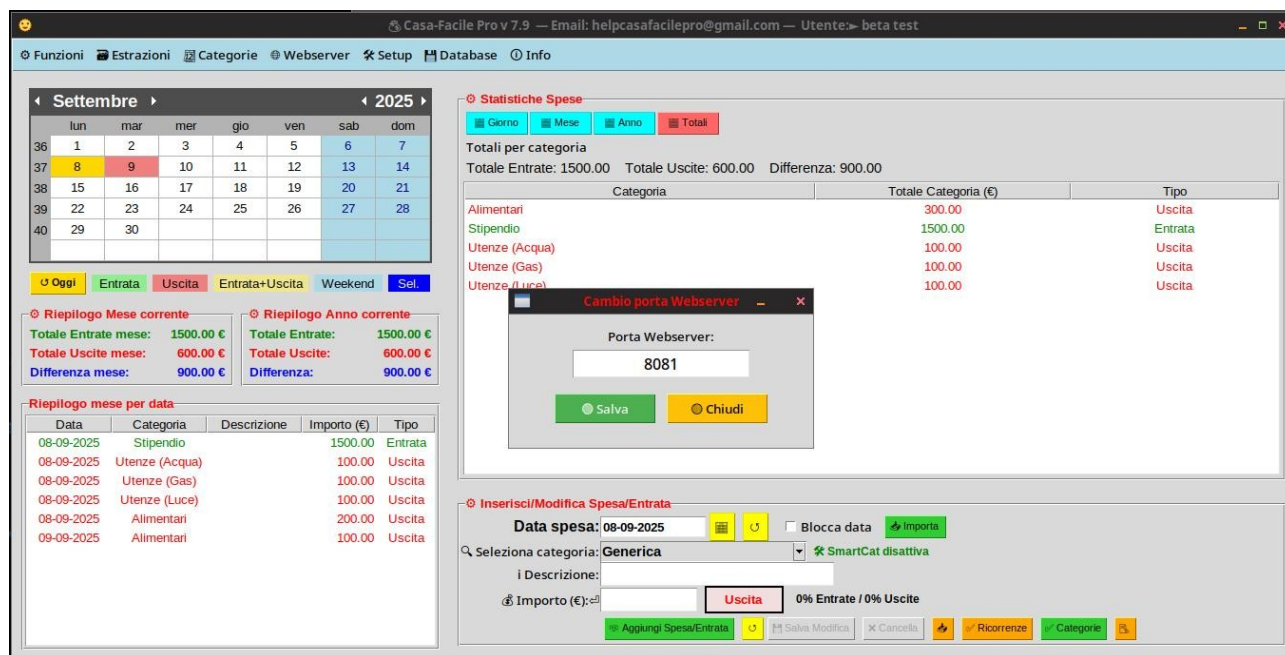 Casa-Facile Pro v 7.9 — Email: helpcasafacilepro@gmail.com — Utente:► beta test
Funzioni Estrazioni Categorie Webserver Setup Database Info
Settembre 2025
lun mar mer gio ven sab dom
36 1 2 3 4 5 6 7
37 8 9 10 11 12 13 14
38 15 16 17 18 19 20 21
39 22 23 24 25 26 27 28
40 29 30
Oggi Entrata Uscita Entrata+Uscita Weekend Sel.
Riepilogo Mese corrente
Totale Entrate mese: 1500.00 €
Totale Uscite mese: 600.00 €
Differenza mese: 900.00 €
Riepilogo Anno corrente
Totale Entrate: 1500.00 €
Totale Uscite: 600.00 €
Differenza: 900.00 €
Riepilogo mese per data
Data Categoria Descrizione Importo (€) Tipo
08-09-2025 Stipendio 1500.00 Entrata
08-09-2025 Utenze (Acqua) 100.00 Uscita
08-09-2025 Utenze (Gas) 100.00 Uscita
08-09-2025 Utenze (Luce) 100.00 Uscita
08-09-2025 Alimentari 200.00 Uscita
09-09-2025 Alimentari 100.00 Uscita
Statistiche Spese
Giorno Mese Anno Totali
Totali per categoria
Totale Entrate: 1500.00 Totale Uscite: 600.00 Differenza: 900.00
Categoria Totale Categoria (€) Tipo
Alimentari 300.00 Uscita
Stipendio 1500.00 Entrata
Utenze (Acqua) 100.00 Uscita
Utenze (Gas) 100.00 Uscita
Utenze (Luce) 100.00 Uscita
Cambio porta Webserver
Porta Webserver:
8081
Salva Chiudi
Inserisci/Modifica Spesa/Entrata
Data spesa: 08-09-2025 Blocca data Importa
Seleziona categoria: Generica SmartCat disattiva
i Descrizione:
Importo (€): Uscita 0% Entrate / 0% Uscite
Aggiungi Spesa/Entrata Salva Modifica Cancella Ricorrenze Categorie